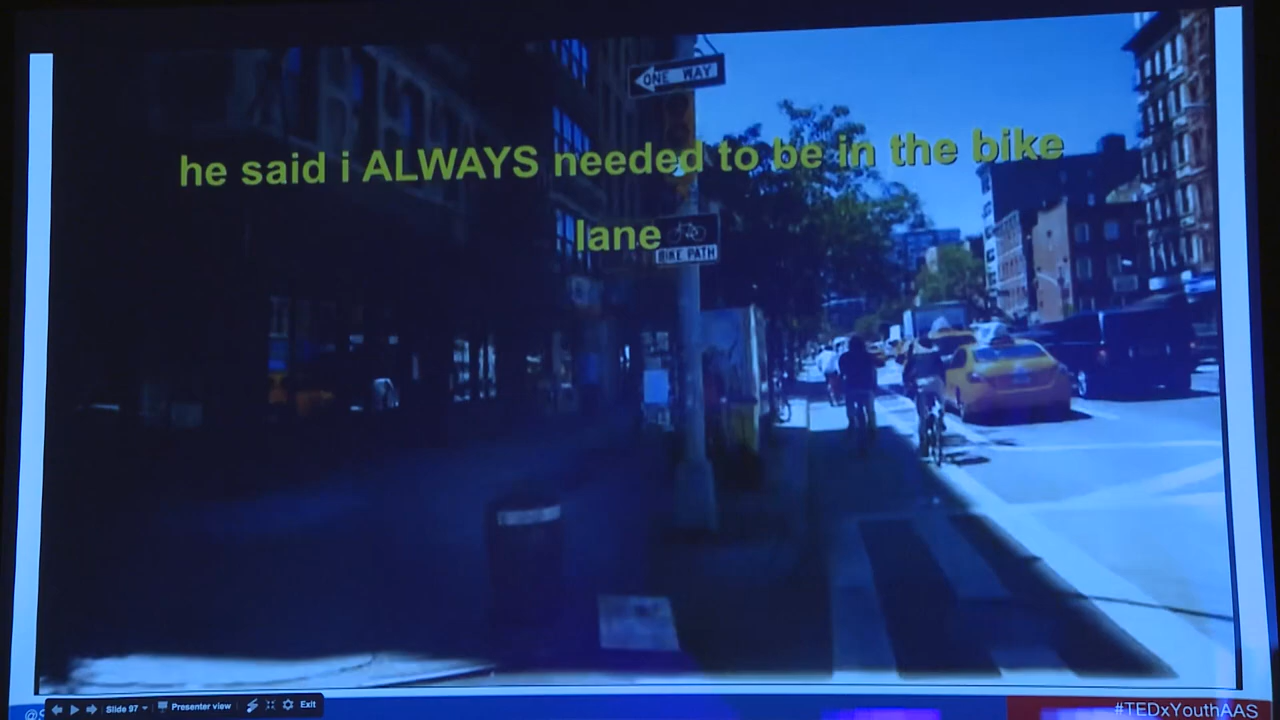 ONE WAY
he said i ALWAYS needed to be in the bike
lane
BIKE PATH
Slide 97
Presenter view
Exit
#TEDxYouthAAS